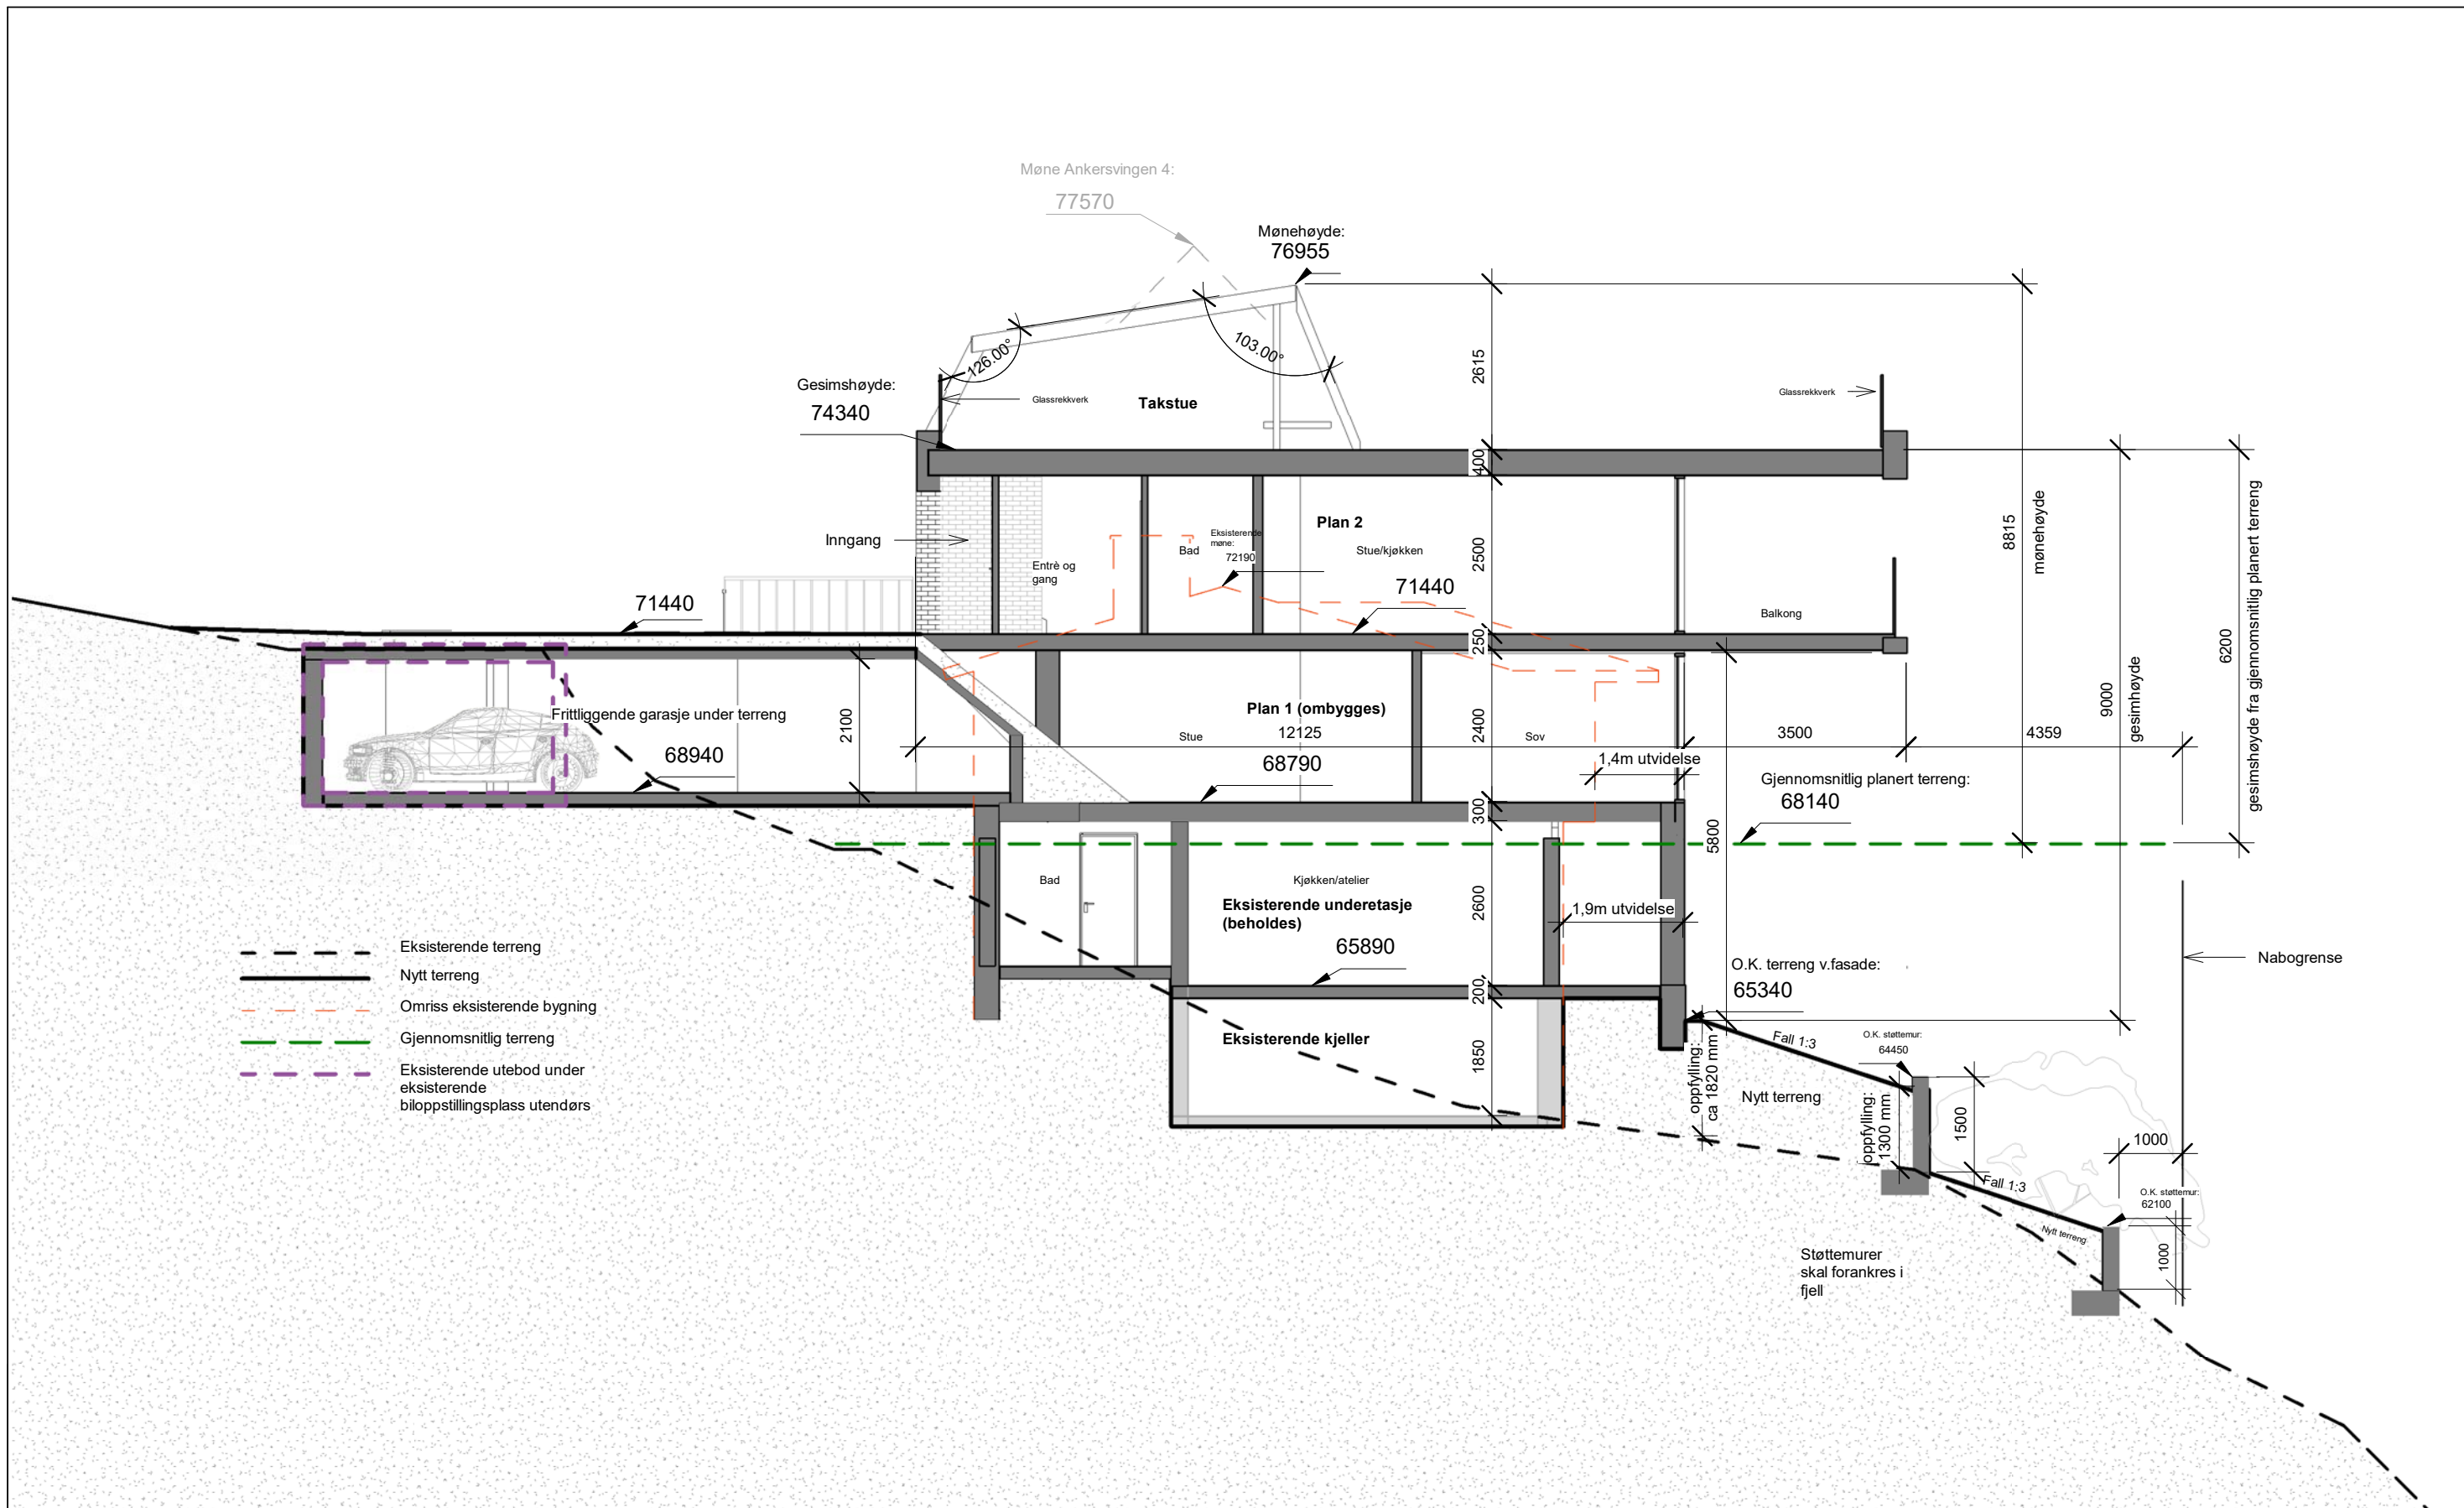 Møne Ankersvingen 4:
77570
Mønehøyde:
76955
126.00°
103.00°
2615
Gesimshøyde:
74340
Glassrekkverk
Takstue
Glassrekkverk
400
Plan 2
Inngang
Entrè og
gang
Bad
Eksisterende
møne:
72190
Stue/kjøkken
2500
71440
71440
Balkong
250
8815
mønehøyde
9000
gesimhøyde
6200
gesimshøyde fra gjennomsnitlig planert terreng
Frittliggende garasje under terreng
2100
68940
Plan 1 (ombygges)
Stue
12125
Sov
2400
3500
4359
1,4m utvidelse
68790
Gjennomsnitlig planert terreng:
68140
300
5800
Bad
Kjøkken/atelier
Eksisterende underetasje
(beholdes)
2600
1,9m utvidelse
65890
200
O.K. terreng v.fasade:
65340
Nabogrense
Eksisterende terreng
Nytt terreng
Omriss eksisterende bygning
Gjennomsnitlig terreng
Eksisterende utebod under
eksisterende
biloppstillingsplass utendørs
Eksisterende kjeller
1850
oppfylling:
ca 1820 mm
Fall 1:3
O.K. støttemur:
64450
Nytt terreng
oppfylling:
1300 mm
1500
1000
Fall 1:3
O.K. støttemur:
62100
Nytt terreng
1000
Støttemurer
skal forankres i
fjell